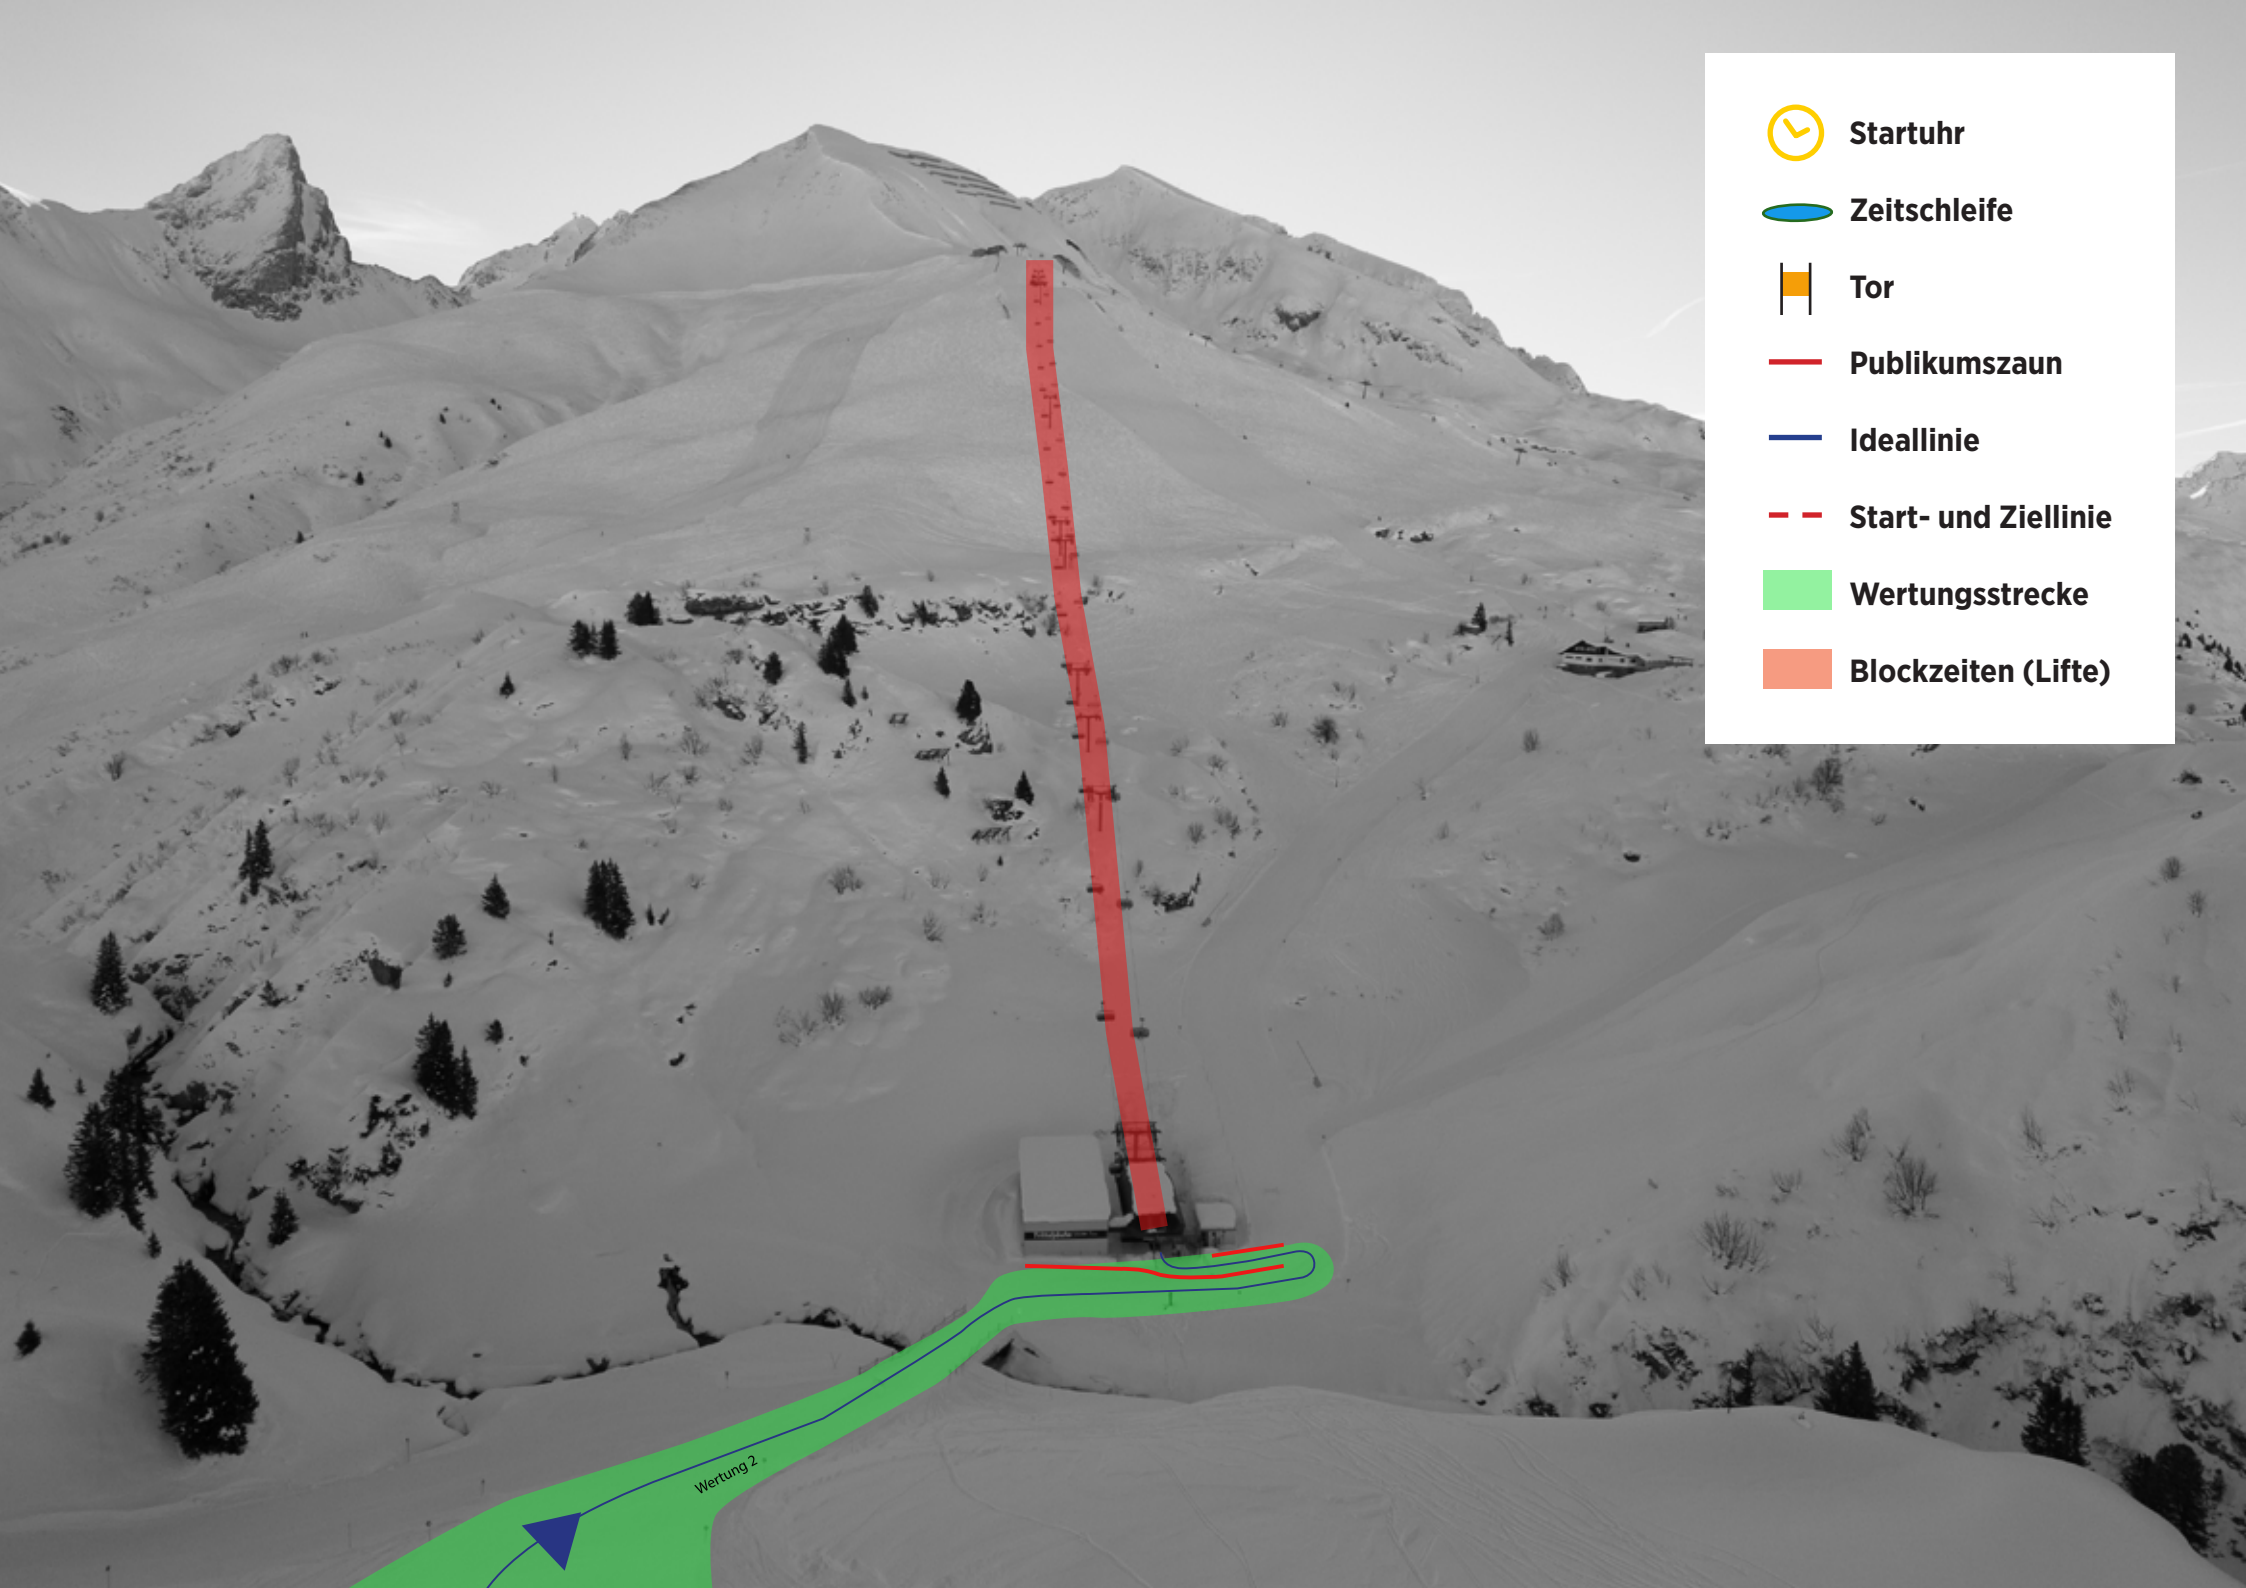 Startuhr
Zeitschleife
Tor
Publikumszaun
Ideallinie
Start- und Ziellinie
Wertungsstrecke
Blockzeiten (Lifte)
Wertung 2